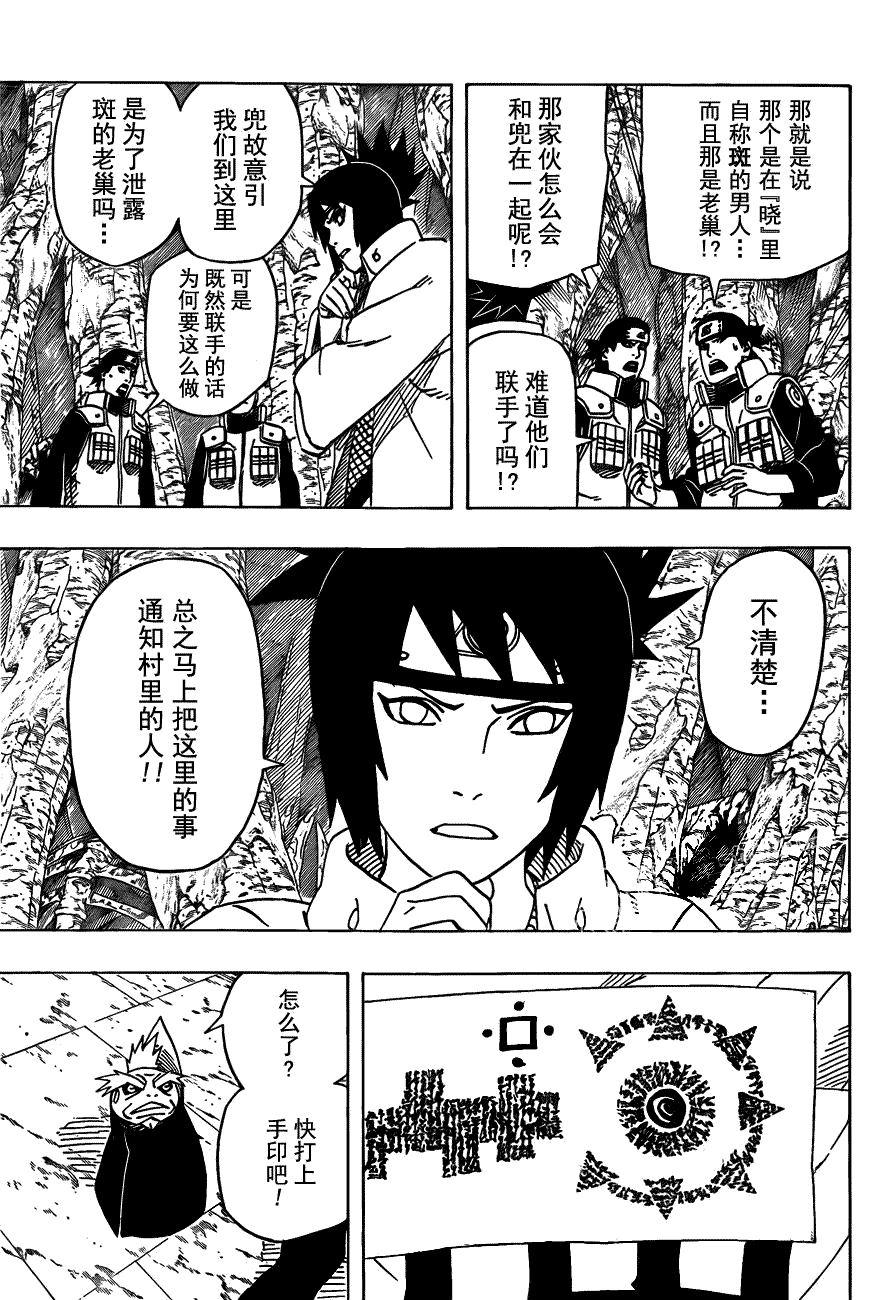 那就是说
那个是在『晓』里
自称斑的男人…
而且那是老巢!?
那家伙怎么会
和兜在一起呢!?
难道他们
联手了吗!?
兜故意引
我们到这里
是为了泄露
斑的老巢吗…
可是
既然联手的话
为何要这么做
不清楚…
总之马上把这里的事
通知村里的人!!
怎么了?
快打上
手印吧!